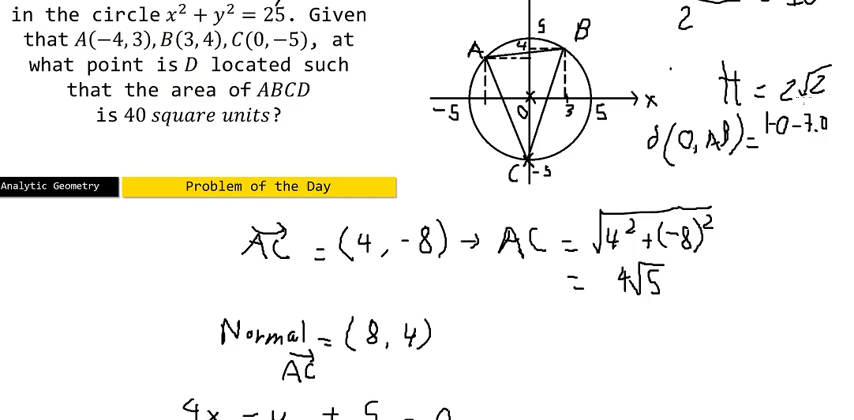 in the circle x² + y² = 25. Given
that A(−4, 3), B(3, 4), C(0, −5), at
what point is D located such
that the area of ABCD
is 40 square units?
5
A
4
B
-5
0
3
5
x
C
-5
2
H = 2√2
d(0, AB) = |-0-7.0
Analytic Geometry
Problem of the Day
AC = (4, -8) → AC = √4² + (-8)²
= 4√5
Normal = (8, 4)
AC